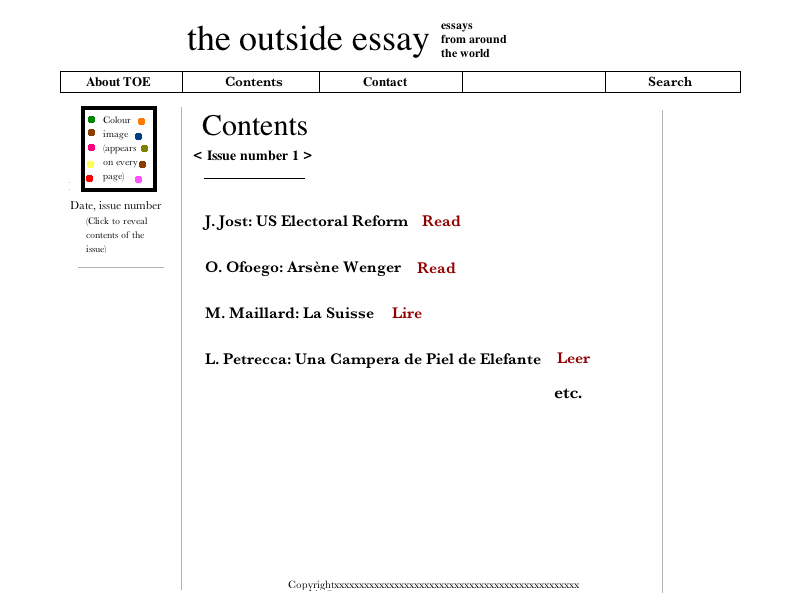 the outside essay
essays
from around
the world
About TOE
Contents
Contact
Search
Colour
image
(appears
on every
page)
Date, issue number
(Click to reveal
contents of the
issue)
Contents
< Issue number 1 >
J. Jost: US Electoral Reform Read
O. Ofoego: Arsène Wenger Read
M. Maillard: La Suisse Lire
L. Petrecca: Una Campera de Piel de Elefante Leer
etc.
Copyrightxxxxxxxxxxxxxxxxxxxxxxxxxxxxxxxxxxxxxxxxxxxxxxxxx